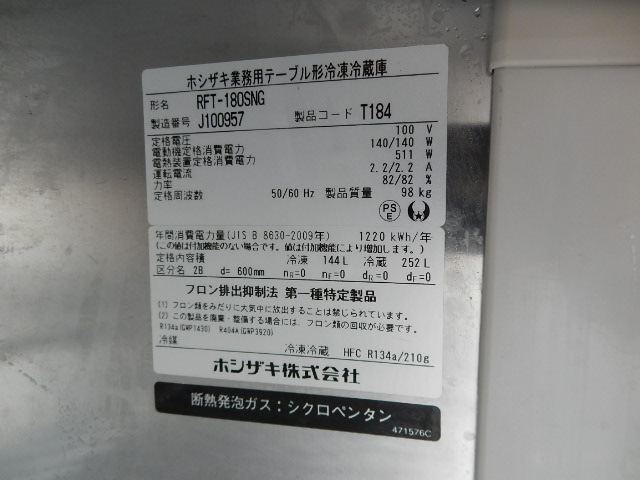 ホシザキ業務用テーブル形冷凍冷蔵庫
形名 RFT-180SNG
製造番号 J100957 製品コード T184
定格電圧 100 V
電動機定格消費電力 140/140 W
電熱装置定格消費電力 511 W
運転電流 2.2/2.2 A
力率 82/82 %
定格周波数 50/60 Hz 製品質量 98 kg
PS
E
年間消費電力量(JIS B 8630-2009年) 1220 kWh/年
(この値は付加機能のない場合です。値は付加機能により増加します。)
定格内容積 冷凍 144 L 冷蔵 252 L
区分名 2B d= 600mm nR=0 nF=0 dR=0 dF=0
フロン排出抑制法 第一種特定製品
(1) フロン類をみだりに大気中に放出することは禁じられている。
(2) この製品を廃棄・整備する場合には、フロン類の回収が必要です。
R134a(GWP1430) R404A(GWP3920)
冷媒 冷凍冷蔵 HFC R134a/210g
ホシザキ株式会社
断熱発泡ガス：シクロペンタン
471576C